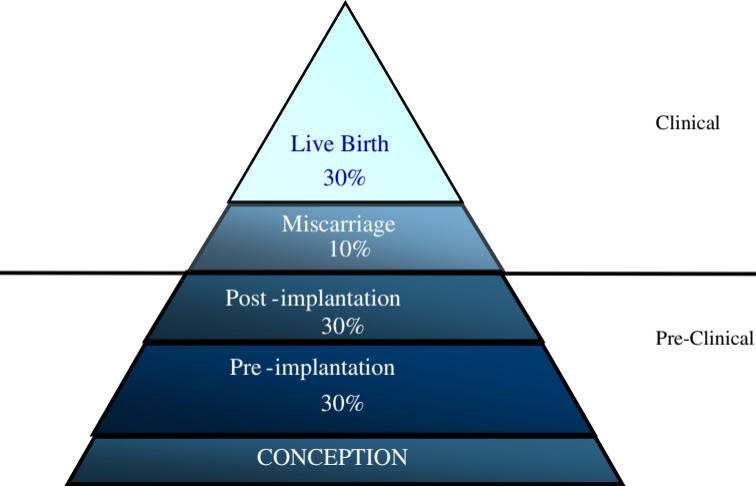 Clinical
Live Birth
30%
Miscarriage
10%
Post -implantation
30%
Pre-Clinical
Pre -implantation
30%
CONCEPTION